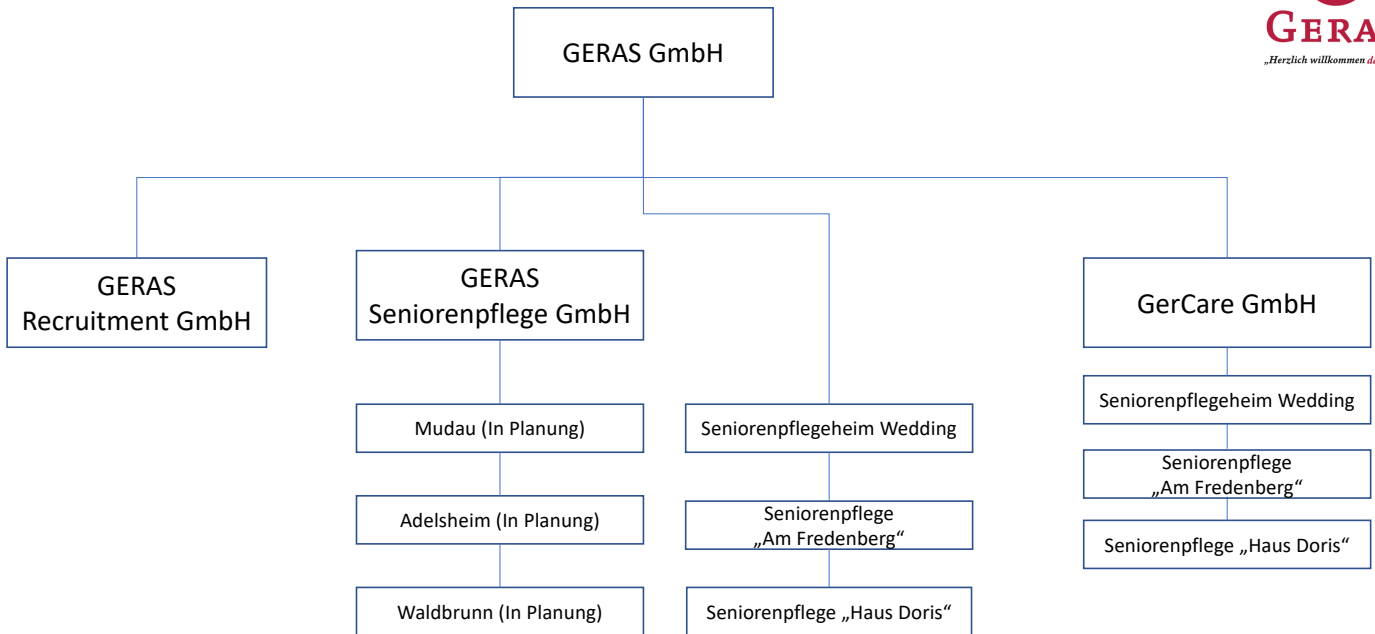 GERAS GmbH
GERA
„Herzlich willkommen
GERAS
Recruitment GmbH
GERAS
Seniorenpflege GmbH
GerCare GmbH
Mudau (In Planung)
Adelsheim (In Planung)
Waldbrunn (In Planung)
Seniorenpflegeheim Wedding
Seniorenpflege
„Am Fredenberg“
Seniorenpflege „Haus Doris“
Seniorenpflegeheim Wedding
Seniorenpflege
„Am Fredenberg“
Seniorenpflege „Haus Doris“